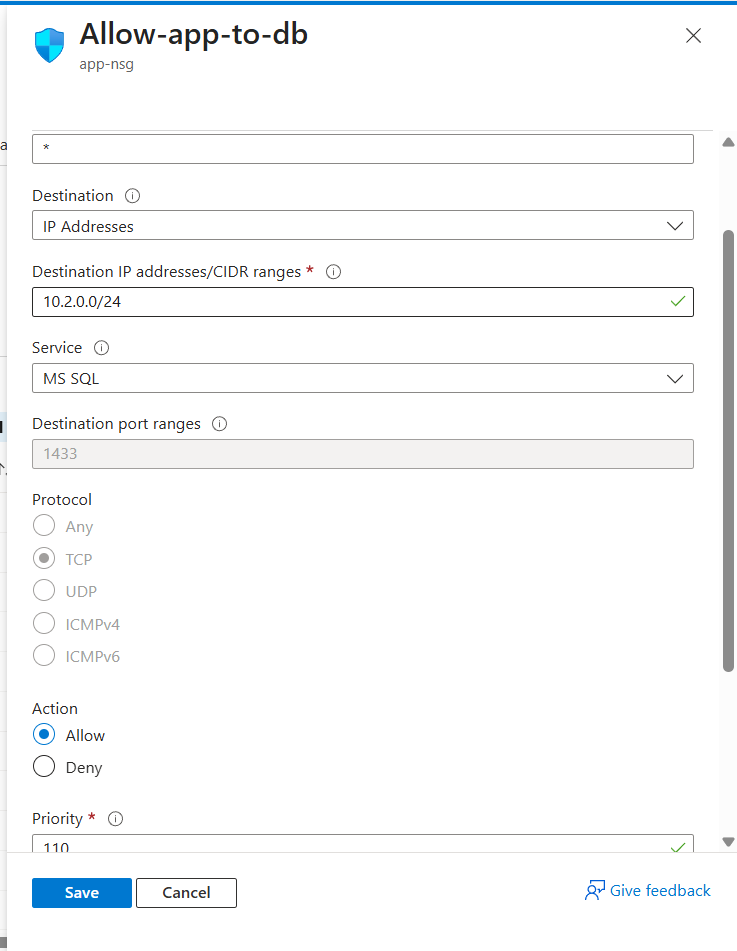 Allow-app-to-db
app-nsg
*
Destination
IP Addresses
Destination IP addresses/CIDR ranges *
10.2.0.0/24
Service
MS SQL
Destination port ranges
1433
Protocol
Any
TCP
UDP
ICMPv4
ICMPv6
Action
Allow
Deny
Priority *
110
Save
Cancel
Give feedback